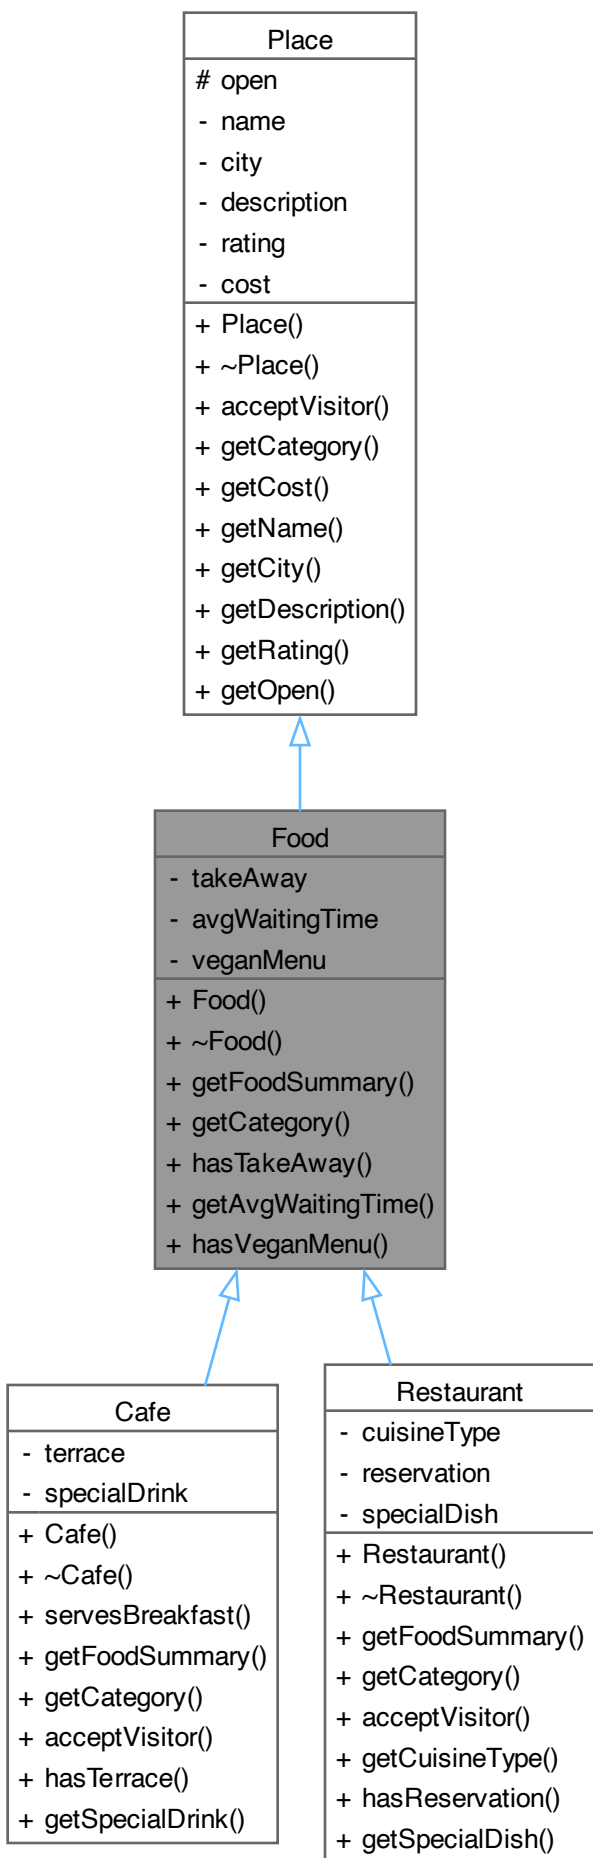 Place
# open
- name
- city
- description
- rating
- cost
+ Place()
+ ~Place()
+ acceptVisitor()
+ getCategory()
+ getCost()
+ getName()
+ getCity()
+ getDescription()
+ getRating()
+ getOpen()
Food
- takeAway
- avgWaitingTime
- veganMenu
+ Food()
+ ~Food()
+ getFoodSummary()
+ getCategory()
+ hasTakeAway()
+ getAvgWaitingTime()
+ hasVeganMenu()
Cafe
- terrace
- specialDrink
+ Cafe()
+ ~Cafe()
+ servesBreakfast()
+ getFoodSummary()
+ getCategory()
+ acceptVisitor()
+ hasTerrace()
+ getSpecialDrink()
Restaurant
- cuisineType
- reservation
- specialDish
+ Restaurant()
+ ~Restaurant()
+ getFoodSummary()
+ getCategory()
+ acceptVisitor()
+ getCuisineType()
+ hasReservation()
+ getSpecialDish()